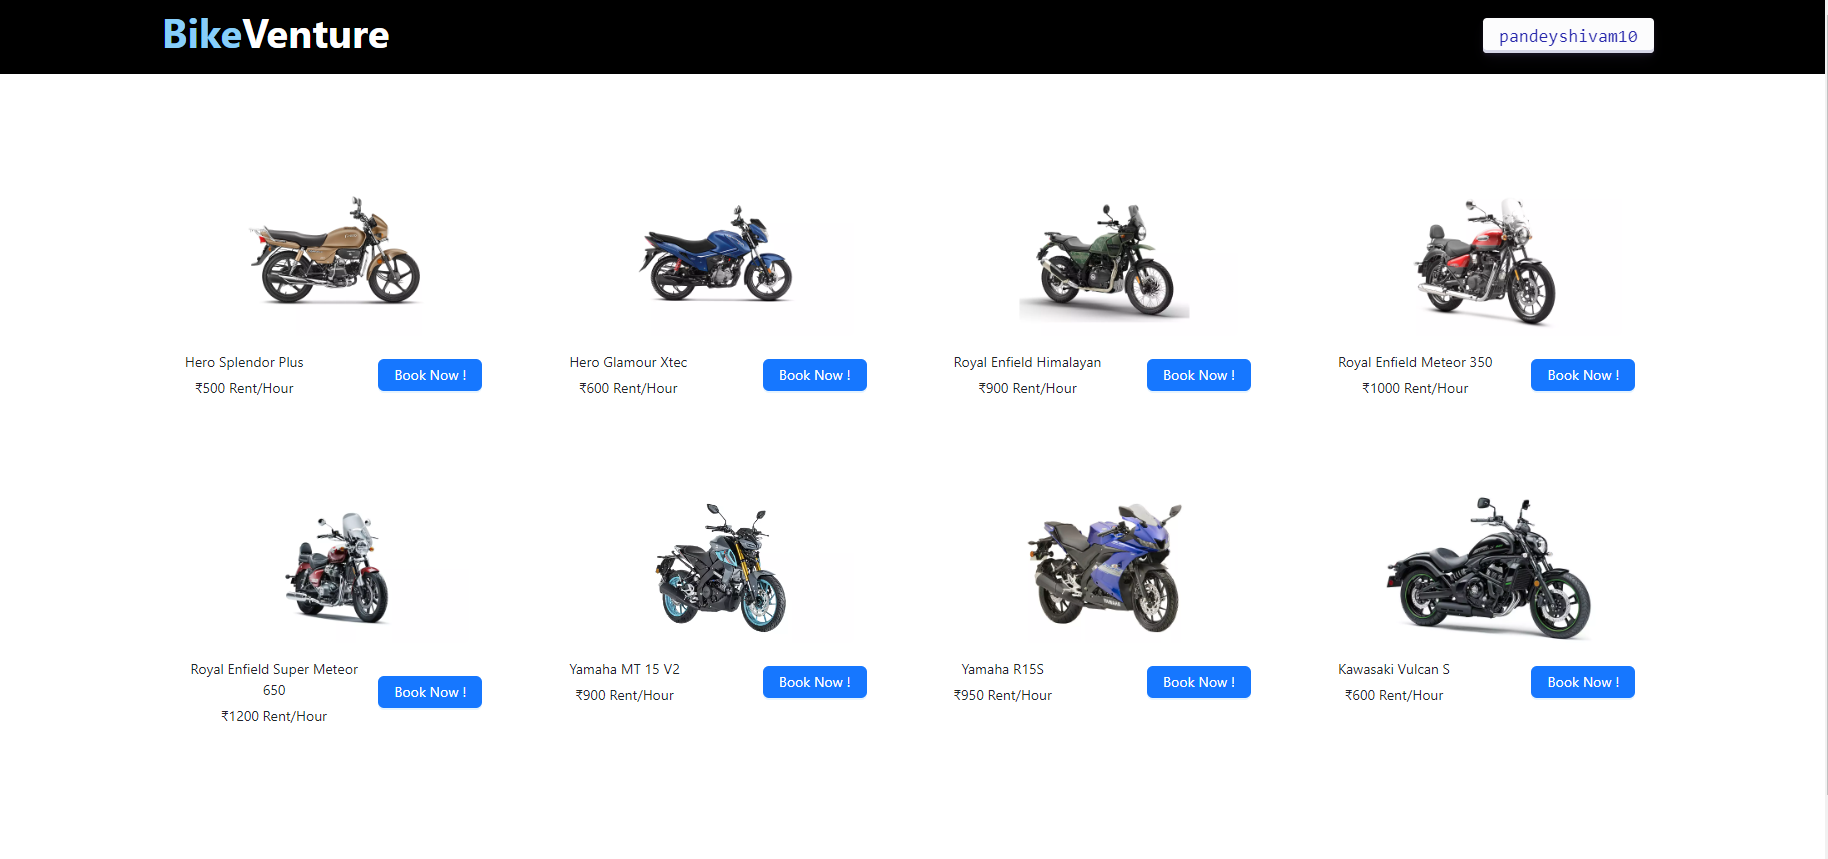 BikeVenture
pandeyshivam10
Hero Splendor Plus
₹500 Rent/Hour
Book Now !
Hero Glamour Xtec
₹600 Rent/Hour
Book Now !
Royal Enfield Himalayan
₹900 Rent/Hour
Book Now !
Royal Enfield Meteor 350
₹1000 Rent/Hour
Book Now !
Royal Enfield Super Meteor
650
₹1200 Rent/Hour
Book Now !
Yamaha MT 15 V2
₹900 Rent/Hour
Book Now !
Yamaha R15S
₹950 Rent/Hour
Book Now !
Kawasaki Vulcan S
₹600 Rent/Hour
Book Now !